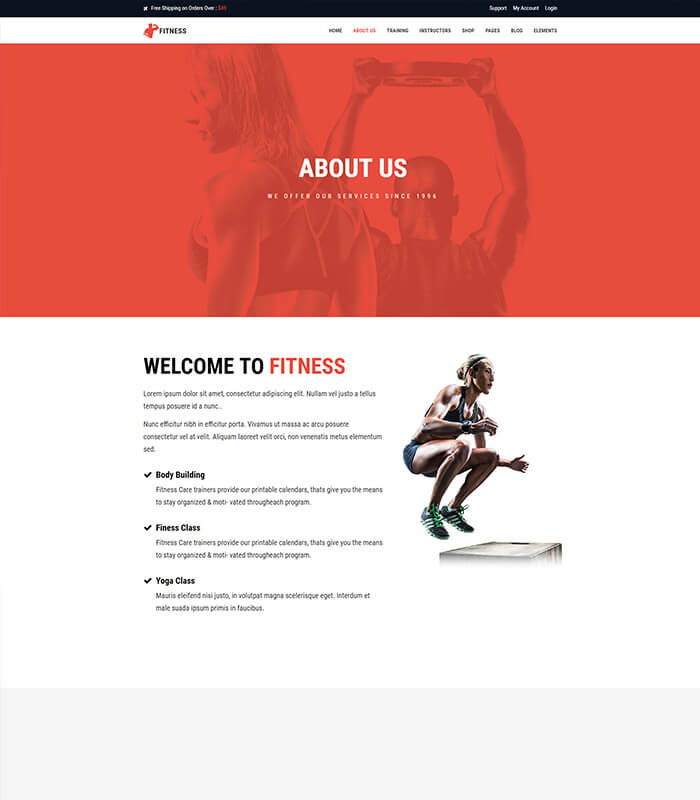 Free Shipping on Orders Over : $49
Support My Account Login
FITNESS
HOME ABOUT US TRAINING INSTRUCTORS SHOP PAGES BLOG ELEMENTS
ABOUT US
WE OFFER OUR SERVICES SINCE 1996
WELCOME TO FITNESS
Lorem ipsum dolor sit amet, consectetur adipiscing elit. Nullam vel justo a tellus
tempus posuere id a nunc..
Nunc efficitur nibh in efficitur porta. Vivamus ut massa ac arcu posuere
consectetur vel at velit. Aliquam laoreet velit orci, non venenatis metus elementum
sed.
Body Building
Fitness Care trainers provide our printable calendars, thats give you the means
to stay organized & moti- vated througheach program.
Finess Class
Fitness Care trainers provide our printable calendars, thats give you the means
to stay organized & moti- vated througheach program.
Yoga Class
Mauris eleifend nisi justo, in volutpat magna scelerisque eget. Interdum et
male suada ipsum primis in faucibus.